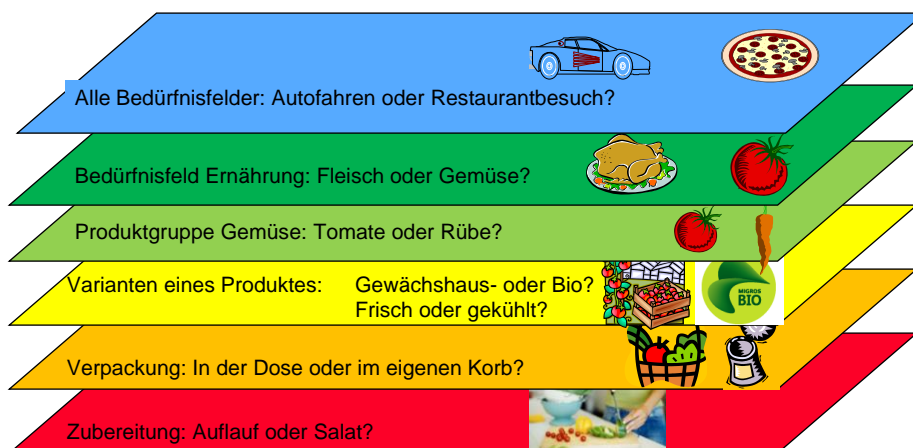 Alle Bedürfnisfelder: Autofahren oder Restaurantbesuch?
Bedürfnisfeld Ernährung: Fleisch oder Gemüse?
Produktgruppe Gemüse: Tomate oder Rübe?
Varianten eines Produktes: Gewächshaus- oder Bio?
Frisch oder gekühlt?
MIGROS
BIO
Verpackung: In der Dose oder im eigenen Korb?
Zubereitung: Auflauf oder Salat?